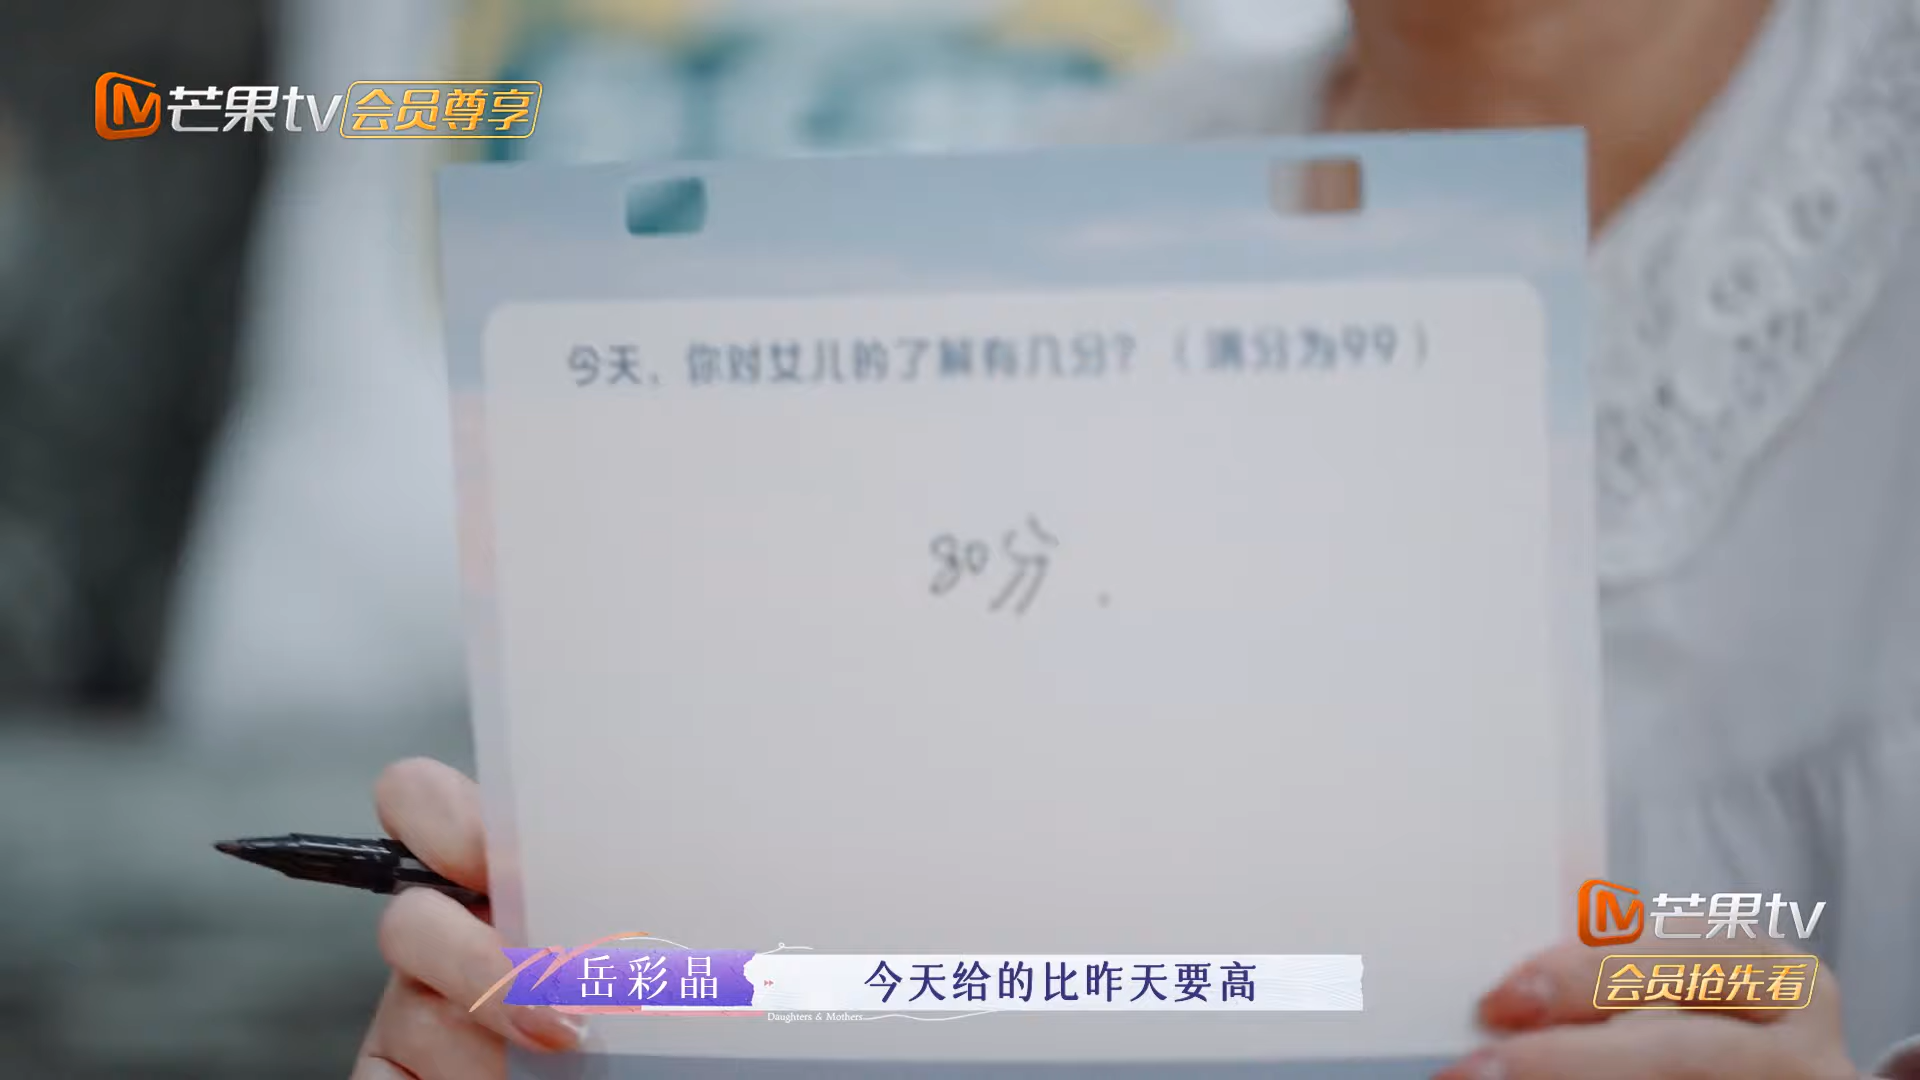 芒果tv会员尊享
今天，你对女儿的了解有几分？（满分为99）
80分.
岳彩晶
今天给的比昨天要高
Daughters & Mothers
芒果tv
会员抢先看